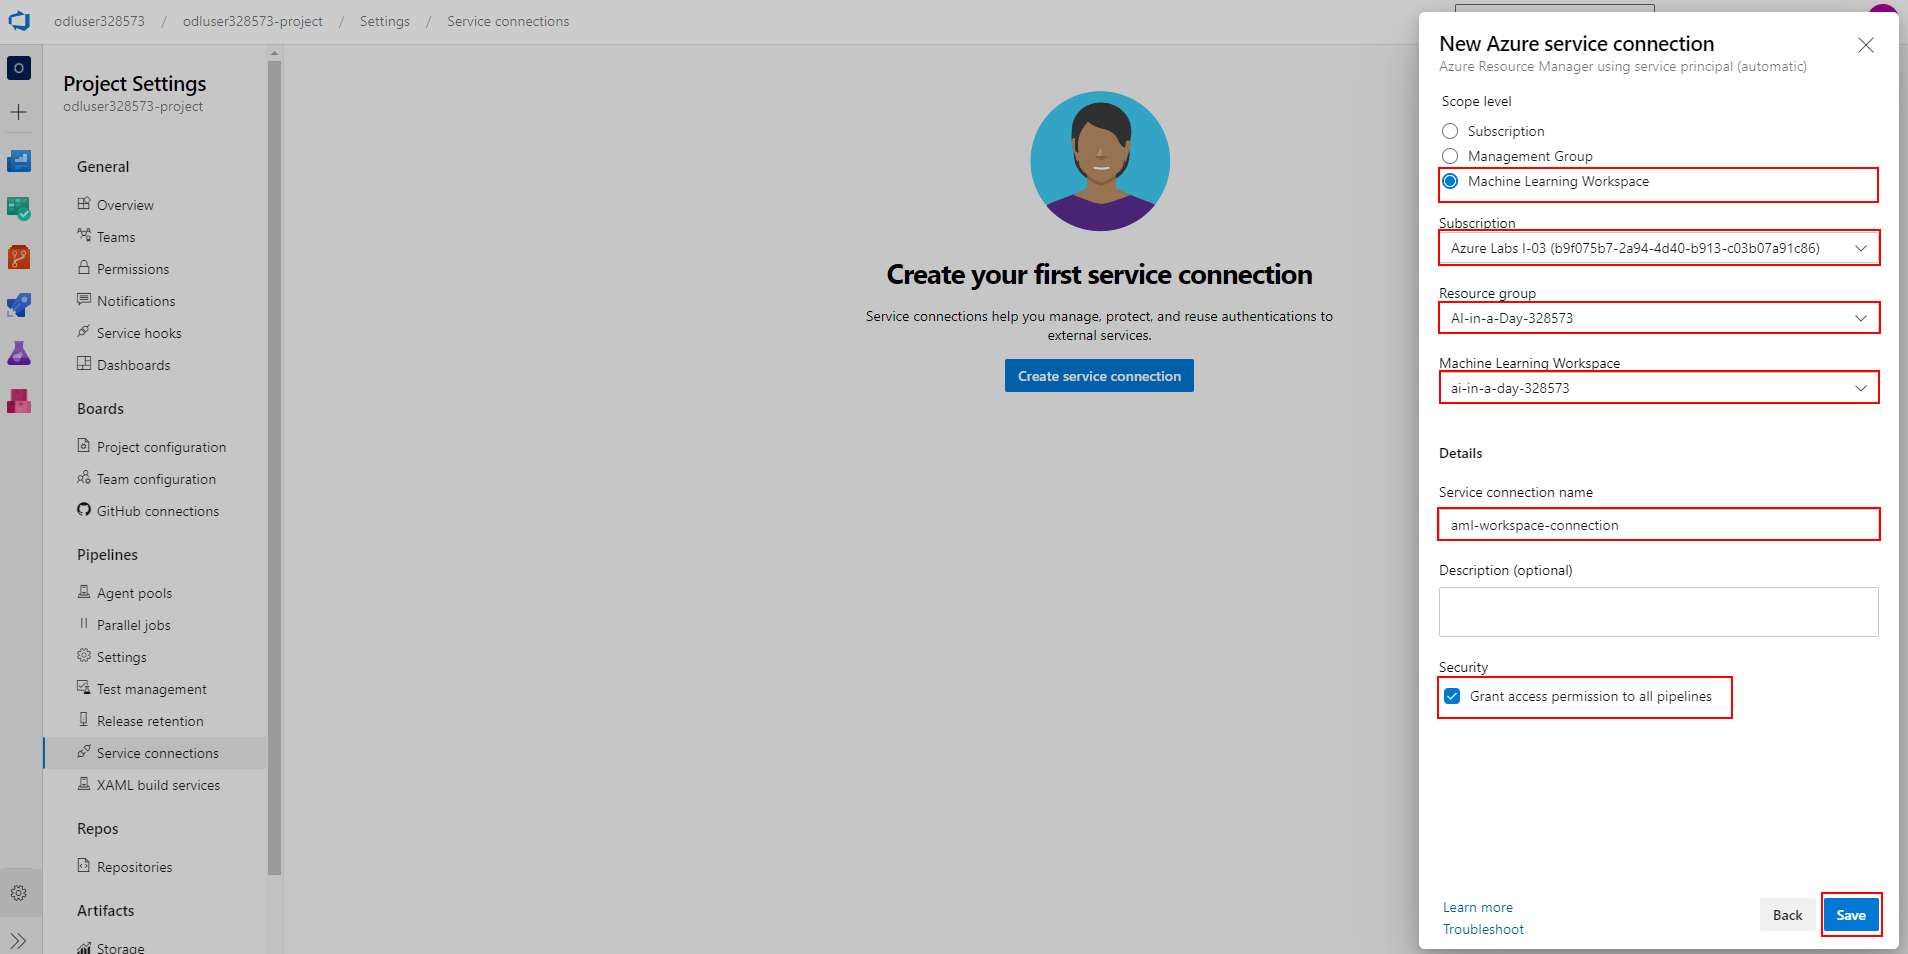 odluser328573 / odluser328573-project / Settings / Service connections
O
Project Settings
odluser328573-project
General
Overview
Teams
Permissions
Notifications
Service hooks
Dashboards
Boards
Project configuration
Team configuration
GitHub connections
Pipelines
Agent pools
Parallel jobs
Settings
Test management
Release retention
Service connections
XAML build services
Repos
Repositories
Artifacts
Storage
Create your first service connection
Service connections help you manage, protect, and reuse authentications to
external services.
Create service connection
New Azure service connection
Azure Resource Manager using service principal (automatic)
Scope level
Subscription
Management Group
Machine Learning Workspace
Subscription
Azure Labs I-03 (b9f075b7-2a94-4d40-b913-c03b07a91c86)
Resource group
AI-in-a-Day-328573
Machine Learning Workspace
ai-in-a-day-328573
Details
Service connection name
aml-workspace-connection
Description (optional)
Security
Grant access permission to all pipelines
Learn more
Troubleshoot
Back
Save